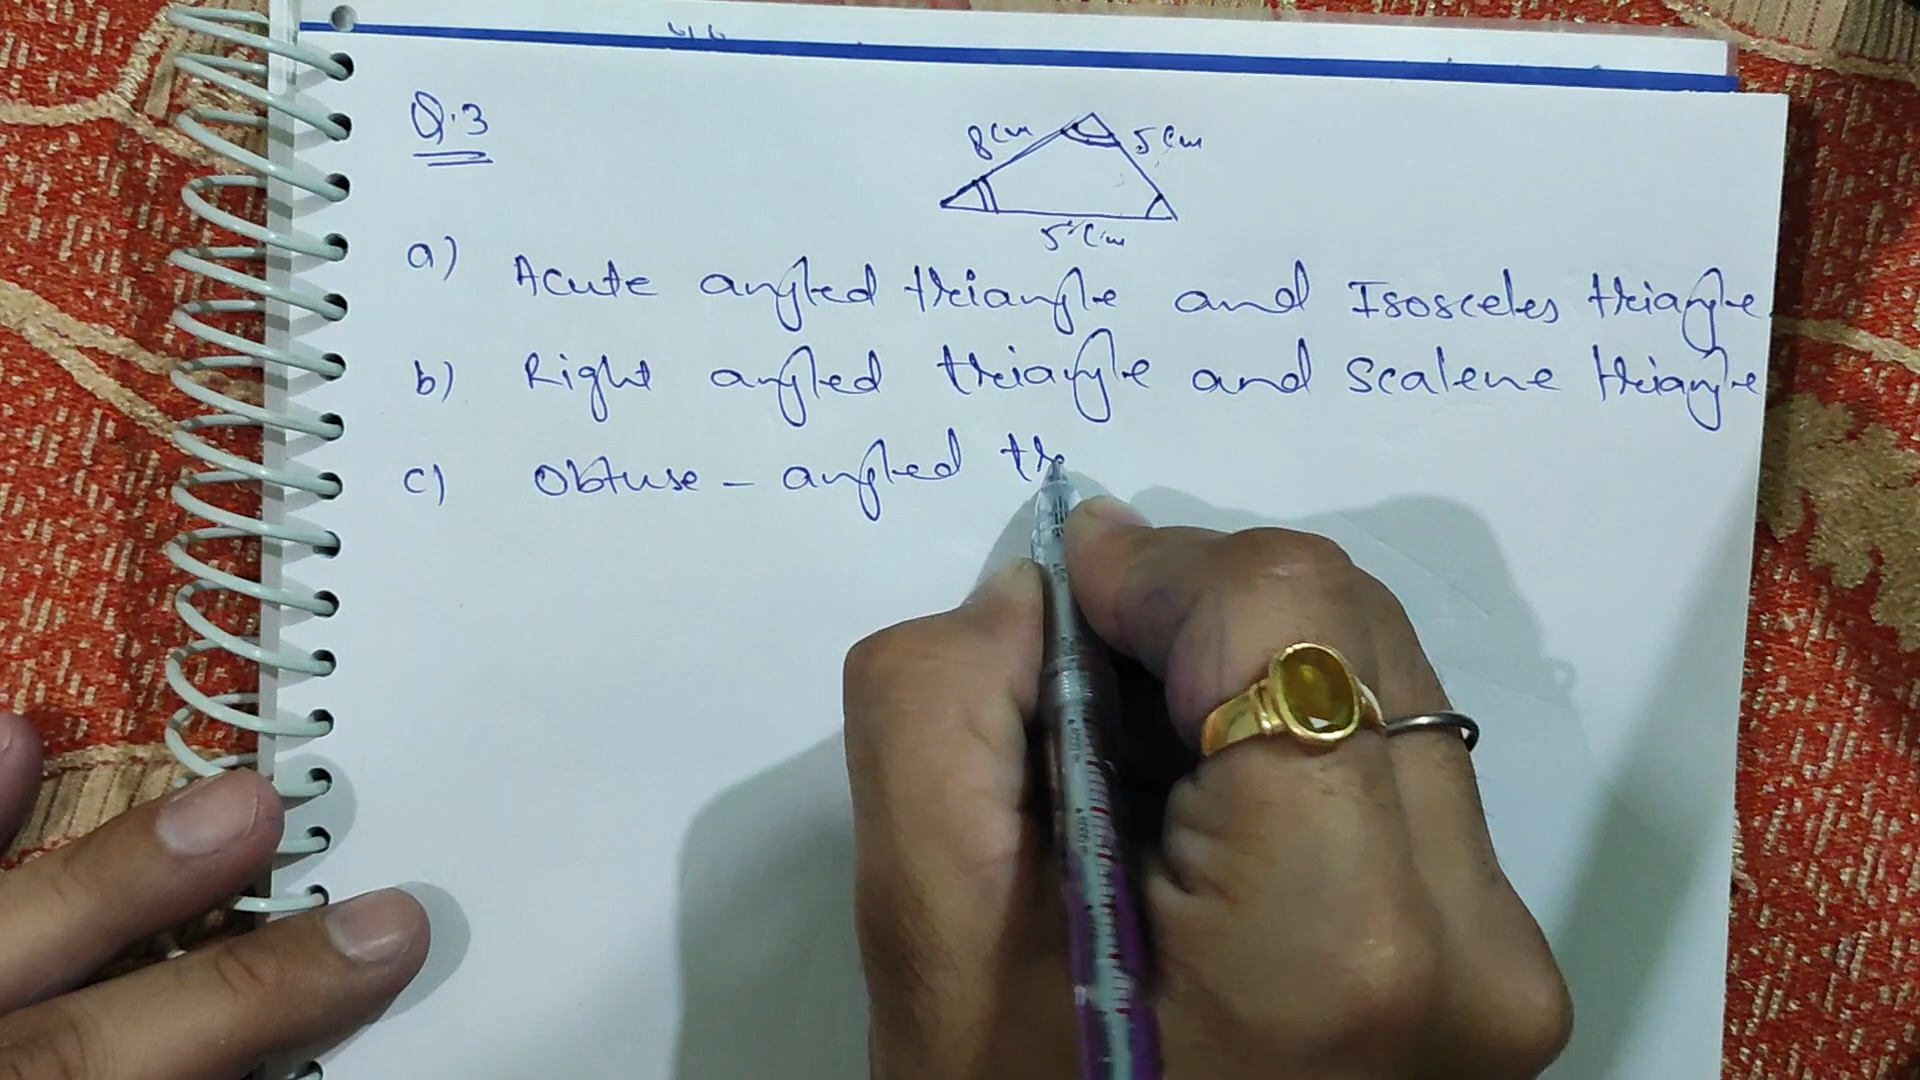 Q.3
8cm 5cm
5cm
a) Acute angled triangle and Isosceles triangle
b) Right angled triangle and scalene triangle
c) Obtuse - angled tr